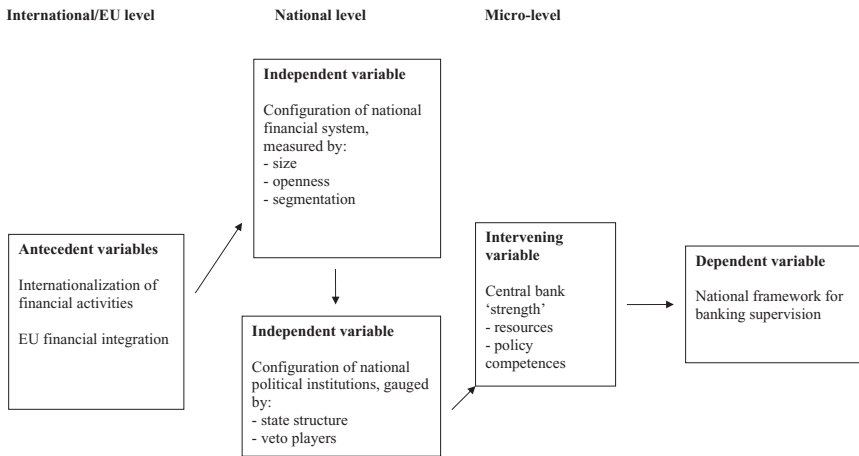 International/EU level
National level
Micro-level
Independent variable
Configuration of national
financial system,
measured by:
- size
- openness
- segmentation
Antecedent variables
Internationalization of
financial activities
EU financial integration
Independent variable
Configuration of national
political institutions, gauged
by:
- state structure
- veto players
Intervening
variable
Central bank
‘strength’
- resources
- policy
competences
Dependent variable
National framework for
banking supervision